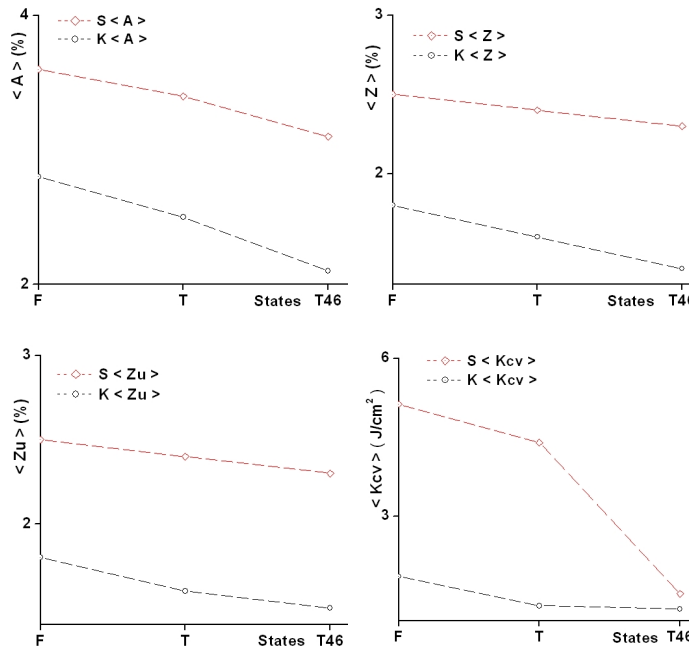 4
S < A >
K < A >
< A > (%)
2
F T States T46
3
S < Z >
K < Z >
< Z > (%)
2
F T States T46
3
S < Zu >
K < Zu >
< Zu > (%)
2
F T States T46
6
S < Kcv >
K < Kcv >
< Kcv > ( J/cm²)
3
F T States T46